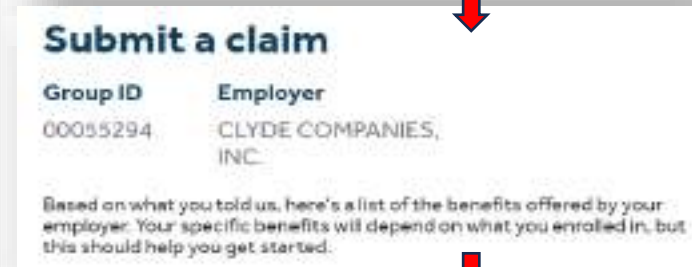 Submit a claim
Group ID Employer
00055294 CLYDE COMPANIES,
INC.
Based on what you told us, here's a list of the benefits offered by your
employer. Your specific benefits will depend on what you enrolled in, but
this should help you get started.